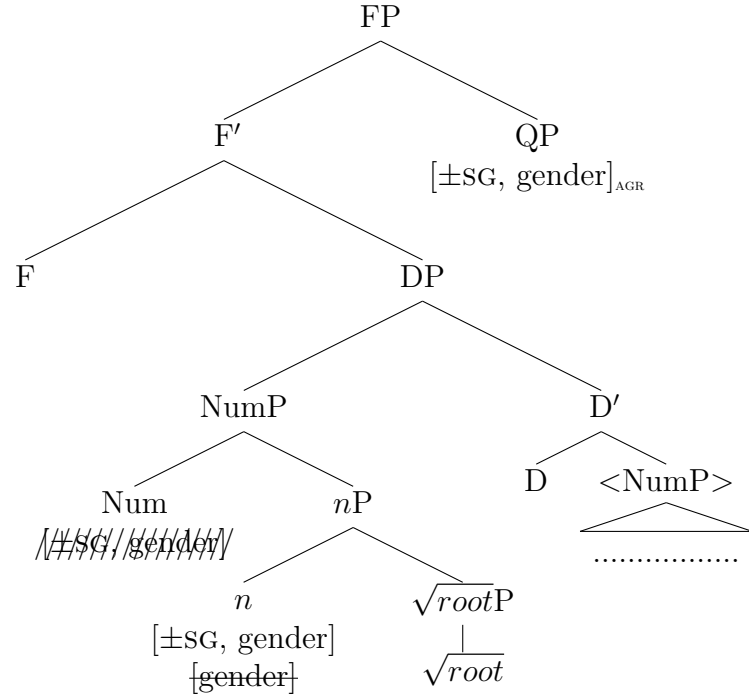 FP
F′ QP
[±SG, gender]AGR
F DP
NumP D′
Num nP D <NumP>
[±SG, gender]
..................
n √rootP
[±SG, gender]
[gender] √root